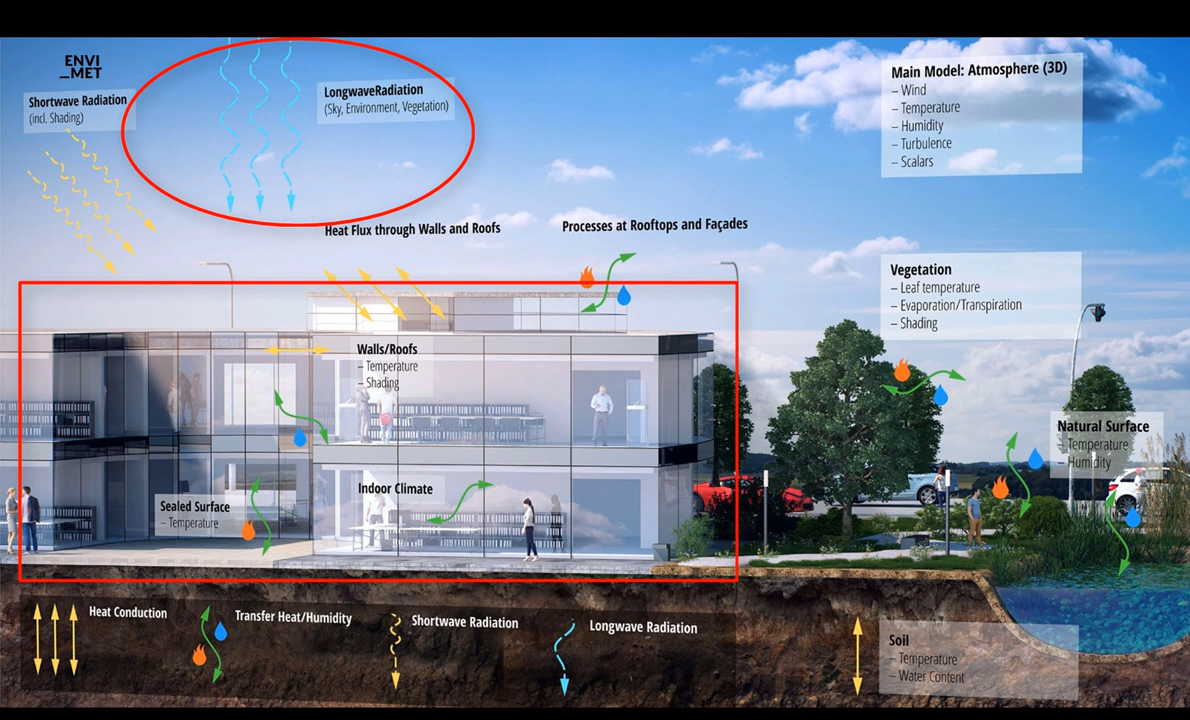 ENVI
_MET
Shortwave Radiation
(incl. Shading)
LongwaveRadiation
(Sky, Environment, Vegetation)
Main Model: Atmosphere (3D)
– Wind
– Temperature
– Humidity
– Turbulence
– Scalars
Heat Flux through Walls and Roofs
Processes at Rooftops and Façades
Vegetation
– Leaf temperature
– Evaporation/Transpiration
– Shading
Walls/Roofs
– Temperature
– Shading
Natural Surface
– Temperature
– Humidity
Indoor Climate
Sealed Surface
– Temperature
Heat Conduction
Transfer Heat/Humidity
Shortwave Radiation
Longwave Radiation
Soil
– Temperature
– Water Content